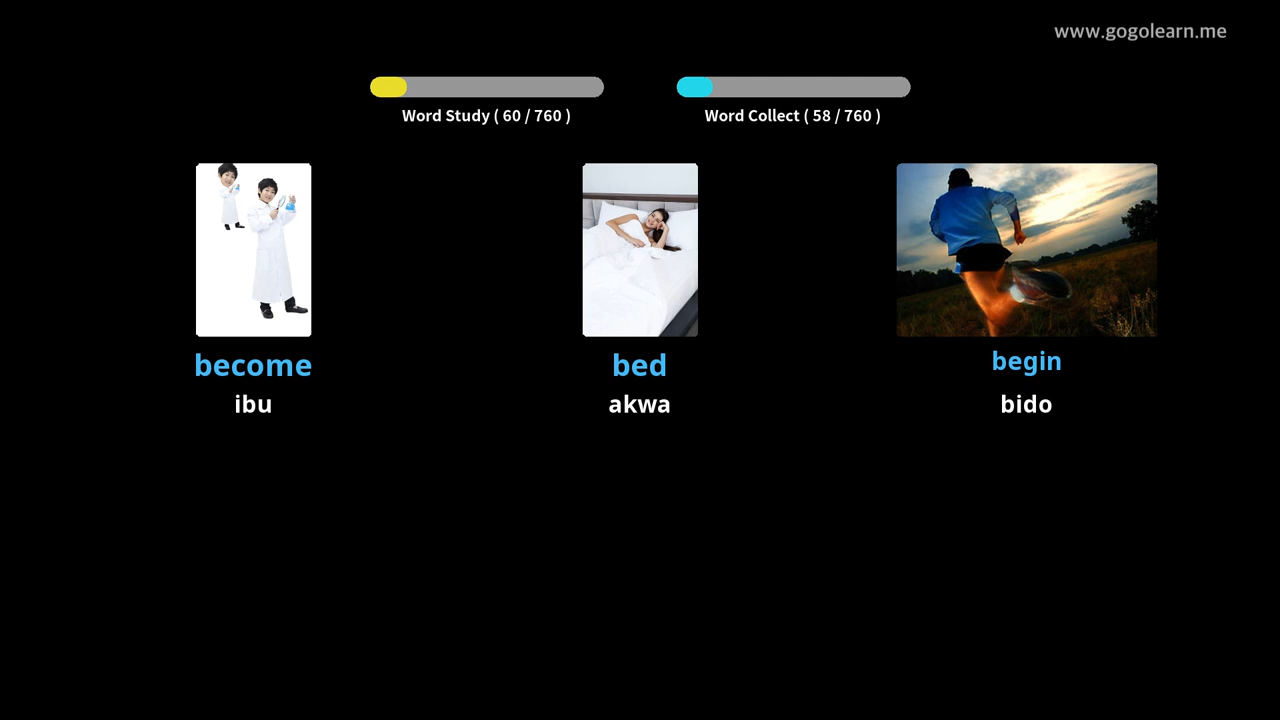 www.gogolearn.me
Word Study ( 60 / 760 )
Word Collect ( 58 / 760 )
become
ibu
bed
akwa
begin
bido